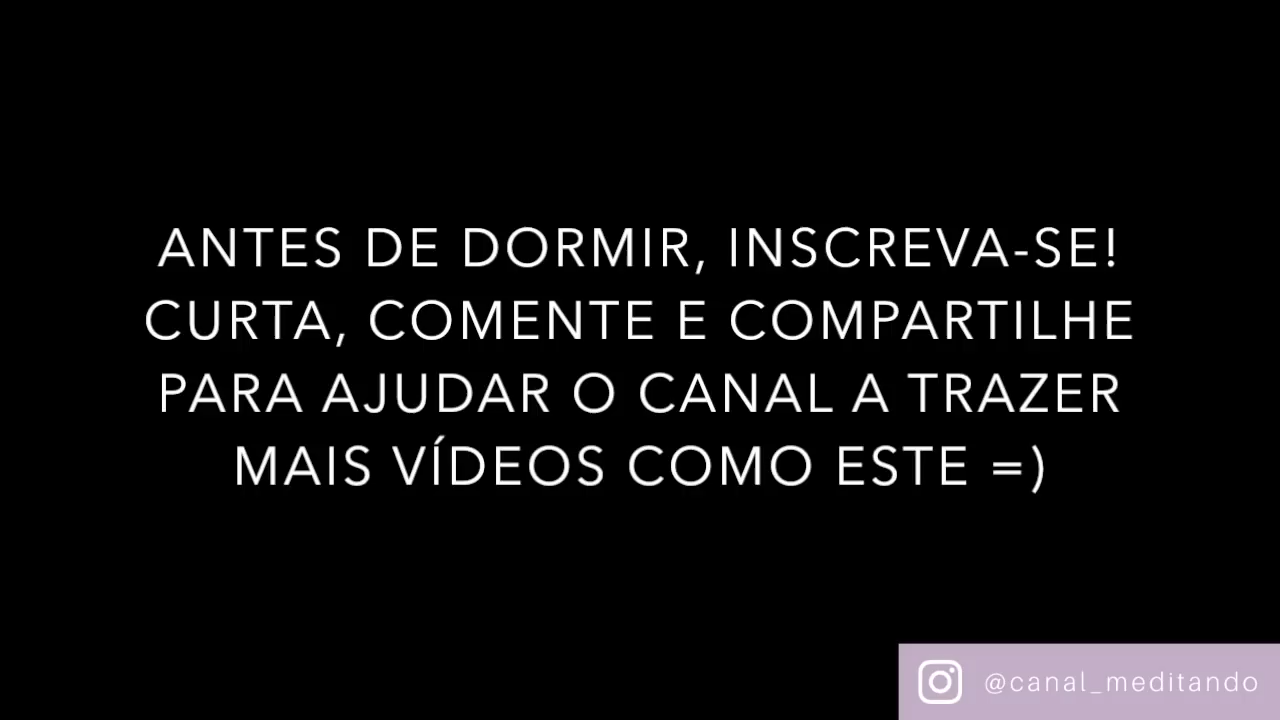 ANTES DE DORMIR, INSCREVA-SE!
CURTA, COMENTE E COMPARTILHE
PARA AJUDAR O CANAL A TRAZER
MAIS VÍDEOS COMO ESTE =)
@canal_meditando